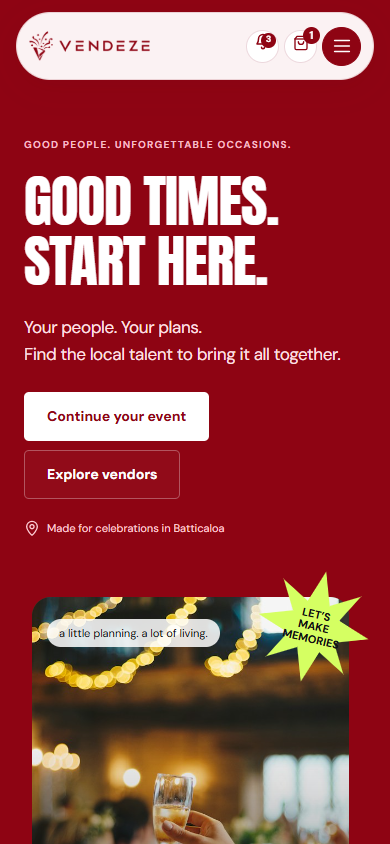 VENDEZE
3
1
GOOD PEOPLE. UNFORGETTABLE OCCASIONS.
GOOD TIMES.
START HERE.
Your people. Your plans.
Find the local talent to bring it all together.
Continue your event
Explore vendors
Made for celebrations in Batticaloa
LET'S
MAKE
MEMORIES
a little planning. a lot of living.